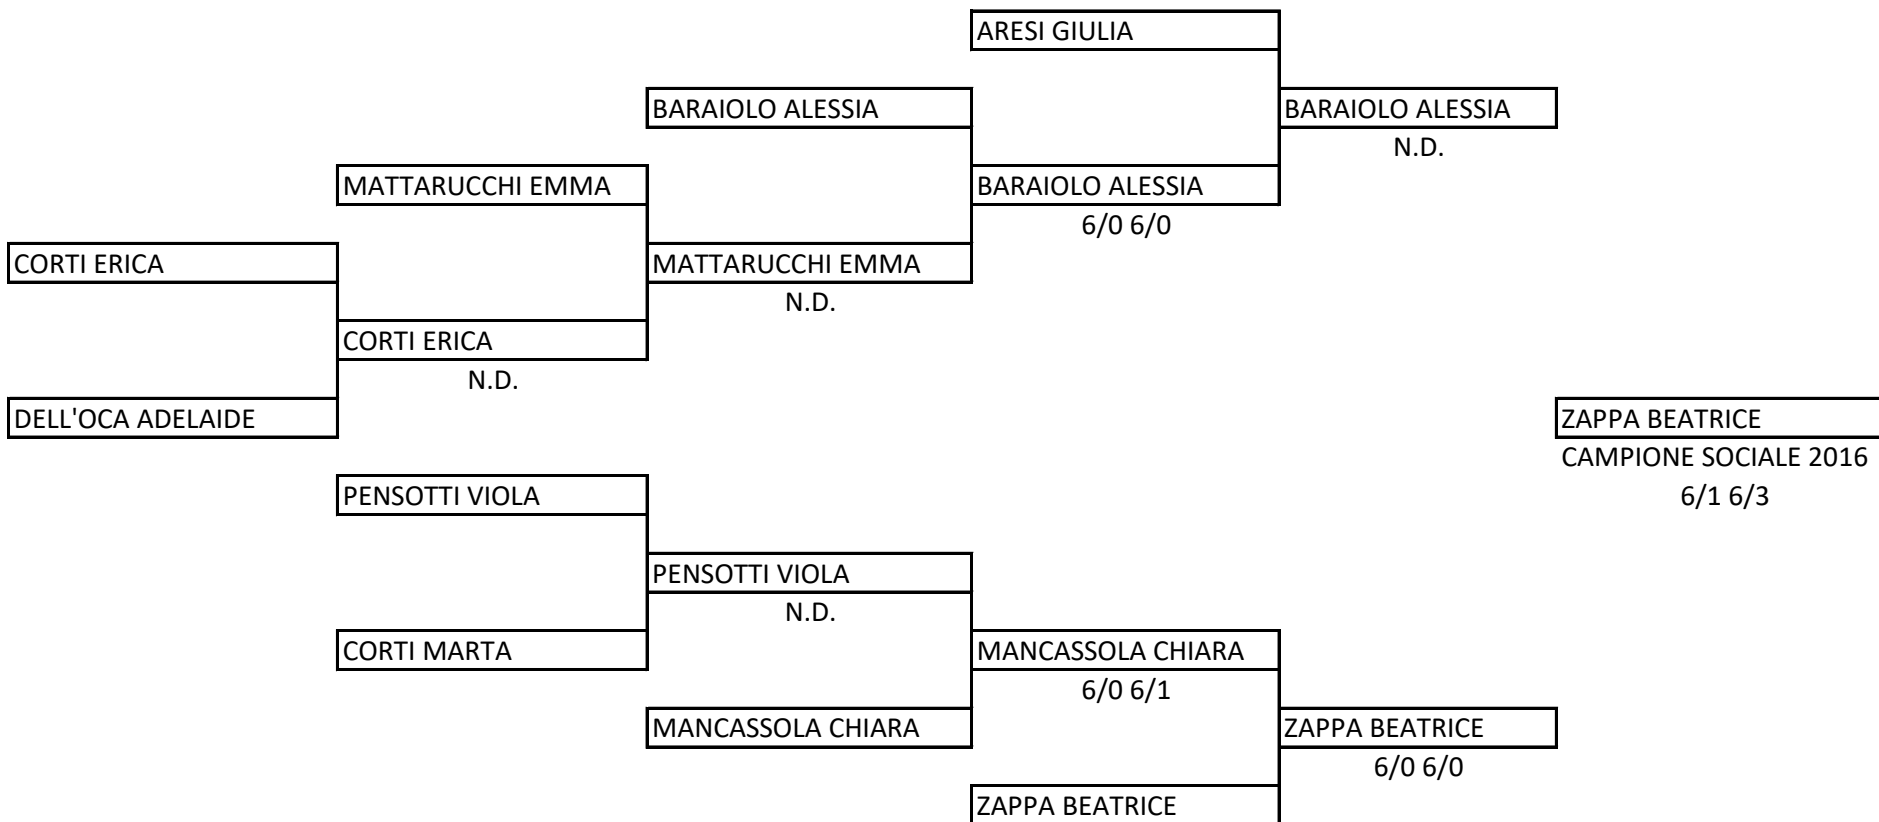 ARESI GIULIA
BARAIOLO ALESSIA
BARAIOLO ALESSIA
N.D.
MATTARUCCHI EMMA
BARAIOLO ALESSIA
6/0 6/0
CORTI ERICA
MATTARUCCHI EMMA
N.D.
CORTI ERICA
N.D.
DELL'OCA ADELAIDE
ZAPPA BEATRICE
CAMPIONE SOCIALE 2016
6/1 6/3
PENSOTTI VIOLA
PENSOTTI VIOLA
N.D.
CORTI MARTA
MANCASSOLA CHIARA
6/0 6/1
MANCASSOLA CHIARA
ZAPPA BEATRICE
6/0 6/0
ZAPPA BEATRICE